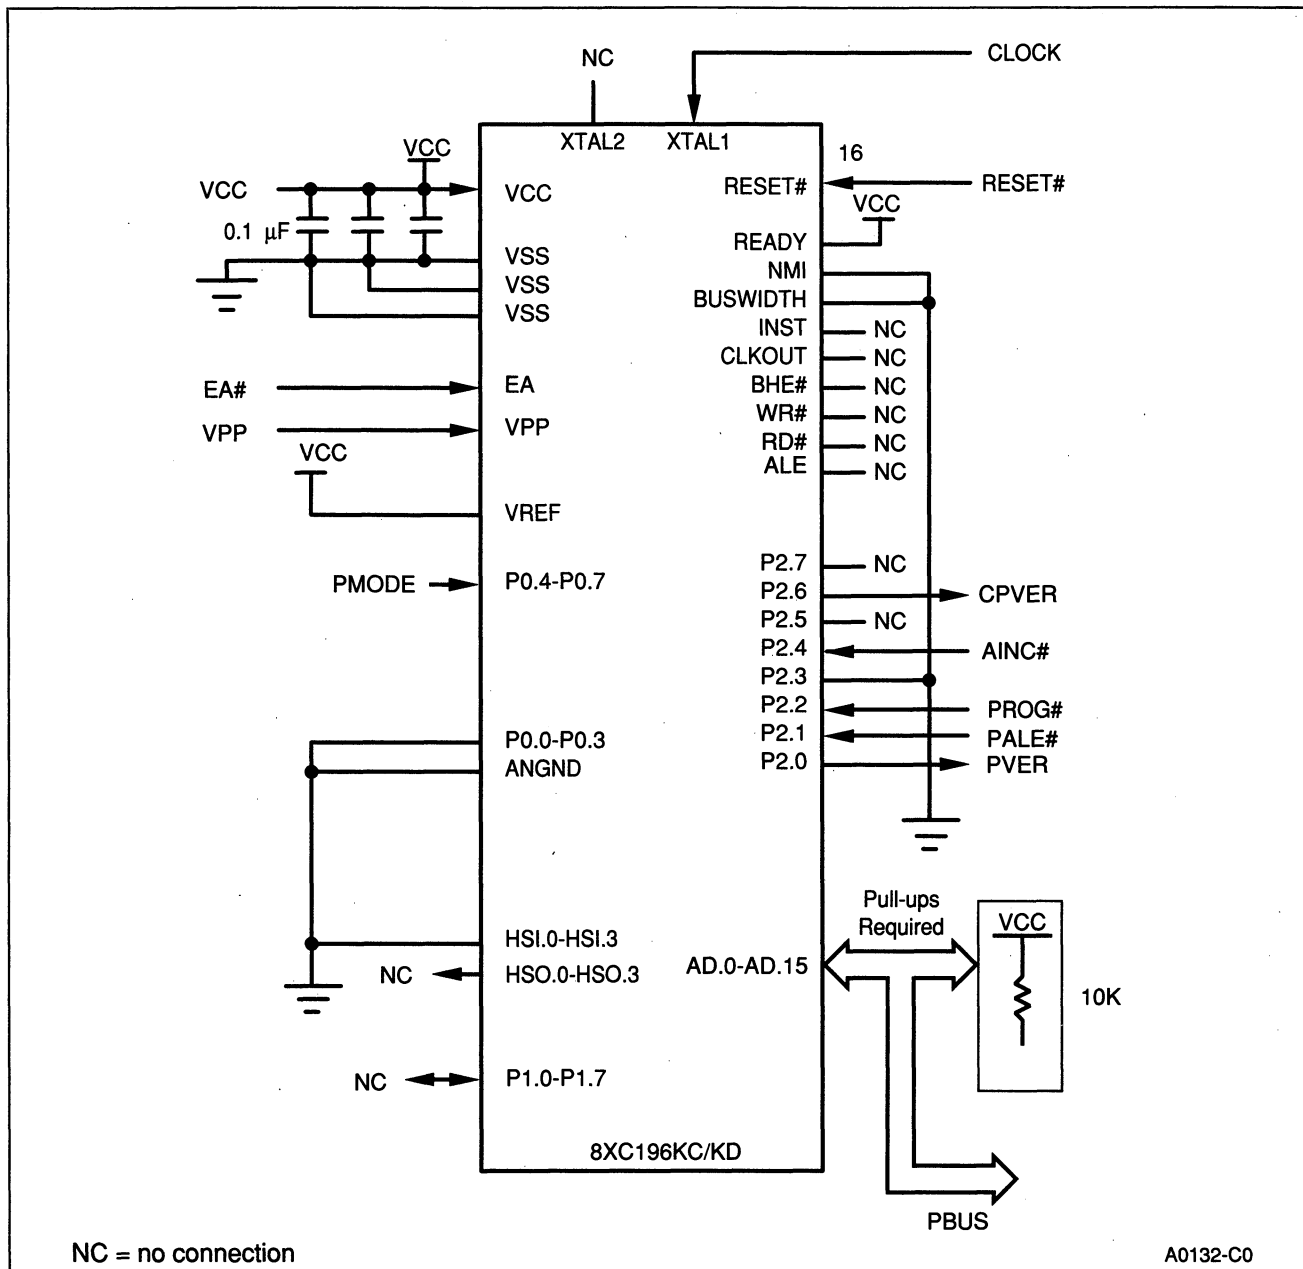 NC
CLOCK
XTAL2 XTAL1
VCC
16
VCC
VCC
RESET#
RESET#
VCC
0.1 μF
READY
VSS
NMI
VSS
BUSWIDTH
VSS
INST NC
CLKOUT NC
EA#
EA
BHE# NC
WR# NC
VPP
VPP
RD# NC
VCC
ALE NC
VREF
P2.7 NC
PMODE
P0.4-P0.7
P2.6
CPVER
P2.5 NC
P2.4
AINC#
P2.3
P2.2
PROG#
P0.0-P0.3
P2.1
PALE#
ANGND
P2.0
PVER
Pull-ups
Required
VCC
HSI.0-HSI.3
NC
HSO.0-HSO.3
AD.0-AD.15
10K
NC
P1.0-P1.7
8XC196KC/KD
PBUS
NC = no connection
A0132-C0